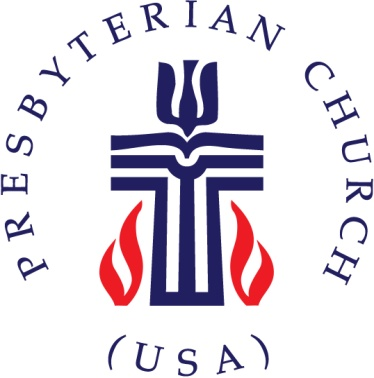 PRESBYTERIAN CHURCH
(USA)